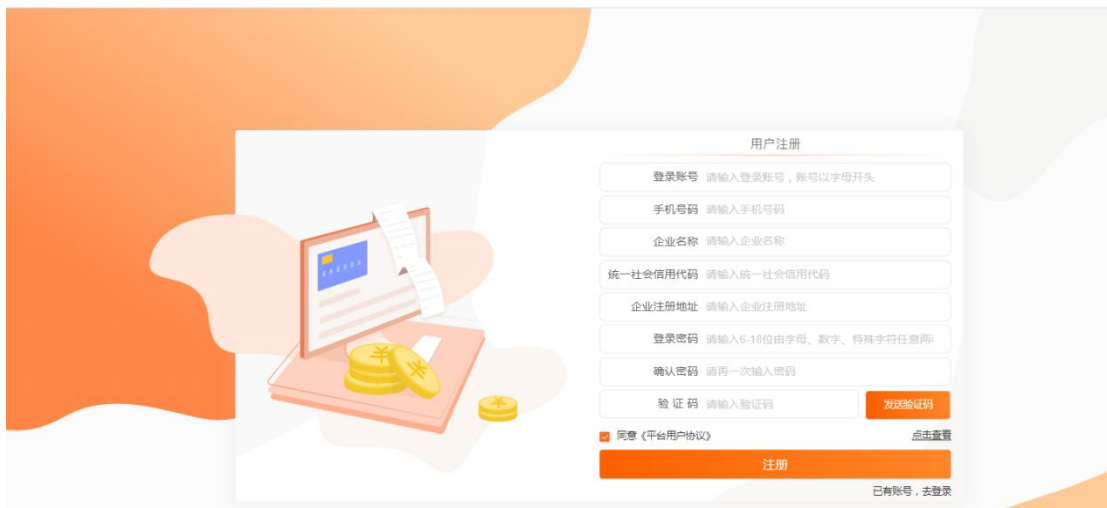 用户注册
登录账号 请输入登录账号，账号以字母开头
手机号码 请输入手机号码
企业名称 请输入企业名称
统一社会信用代码 请输入统一社会信用代码
企业注册地址 请输入企业注册地址
登录密码 请输入6-18位由字母、数字、特殊字符任意两
确认密码 请再一次输入密码
验 证 码 请输入验证码 发送验证码
同意《平台用户协议》 点击查看
注册
已有账号，去登录